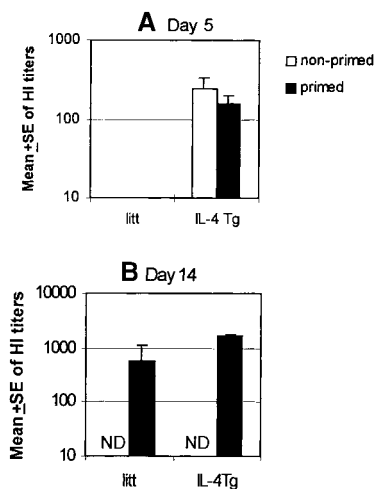 A Day 5
Mean ±SE of HI titers
1000
100
10
litt
IL-4 Tg
non-primed
primed
B Day 14
Mean ±SE of HI titers
10000
1000
100
10
ND
ND
litt
IL-4Tg